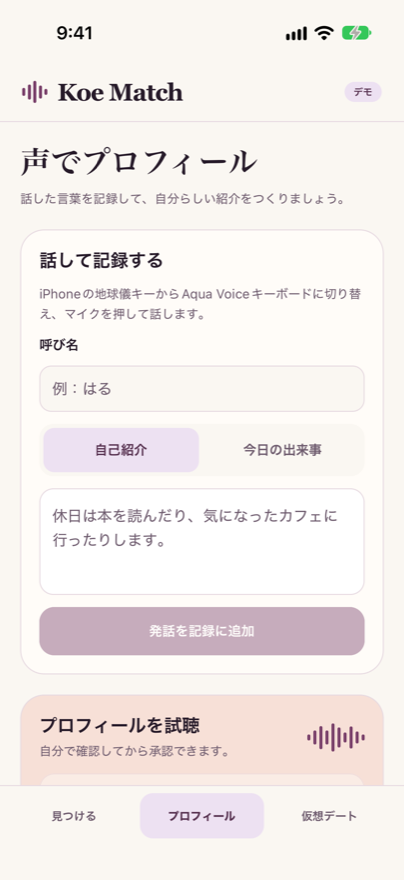 9:41
Koe Match
デモ
声でプロフィール
話した言葉を記録して、自分らしい紹介をつくりましょう。
話して記録する
iPhoneの地球儀キーからAqua Voiceキーボードに切り替
え、マイクを押して話します。
呼び名
例：はる
自己紹介
今日の出来事
休日は本を読んだり、気になったカフェに
行ったりします。
発話を記録に追加
プロフィールを試聴
自分で確認してから承認できます。
見つける
プロフィール
仮想デート